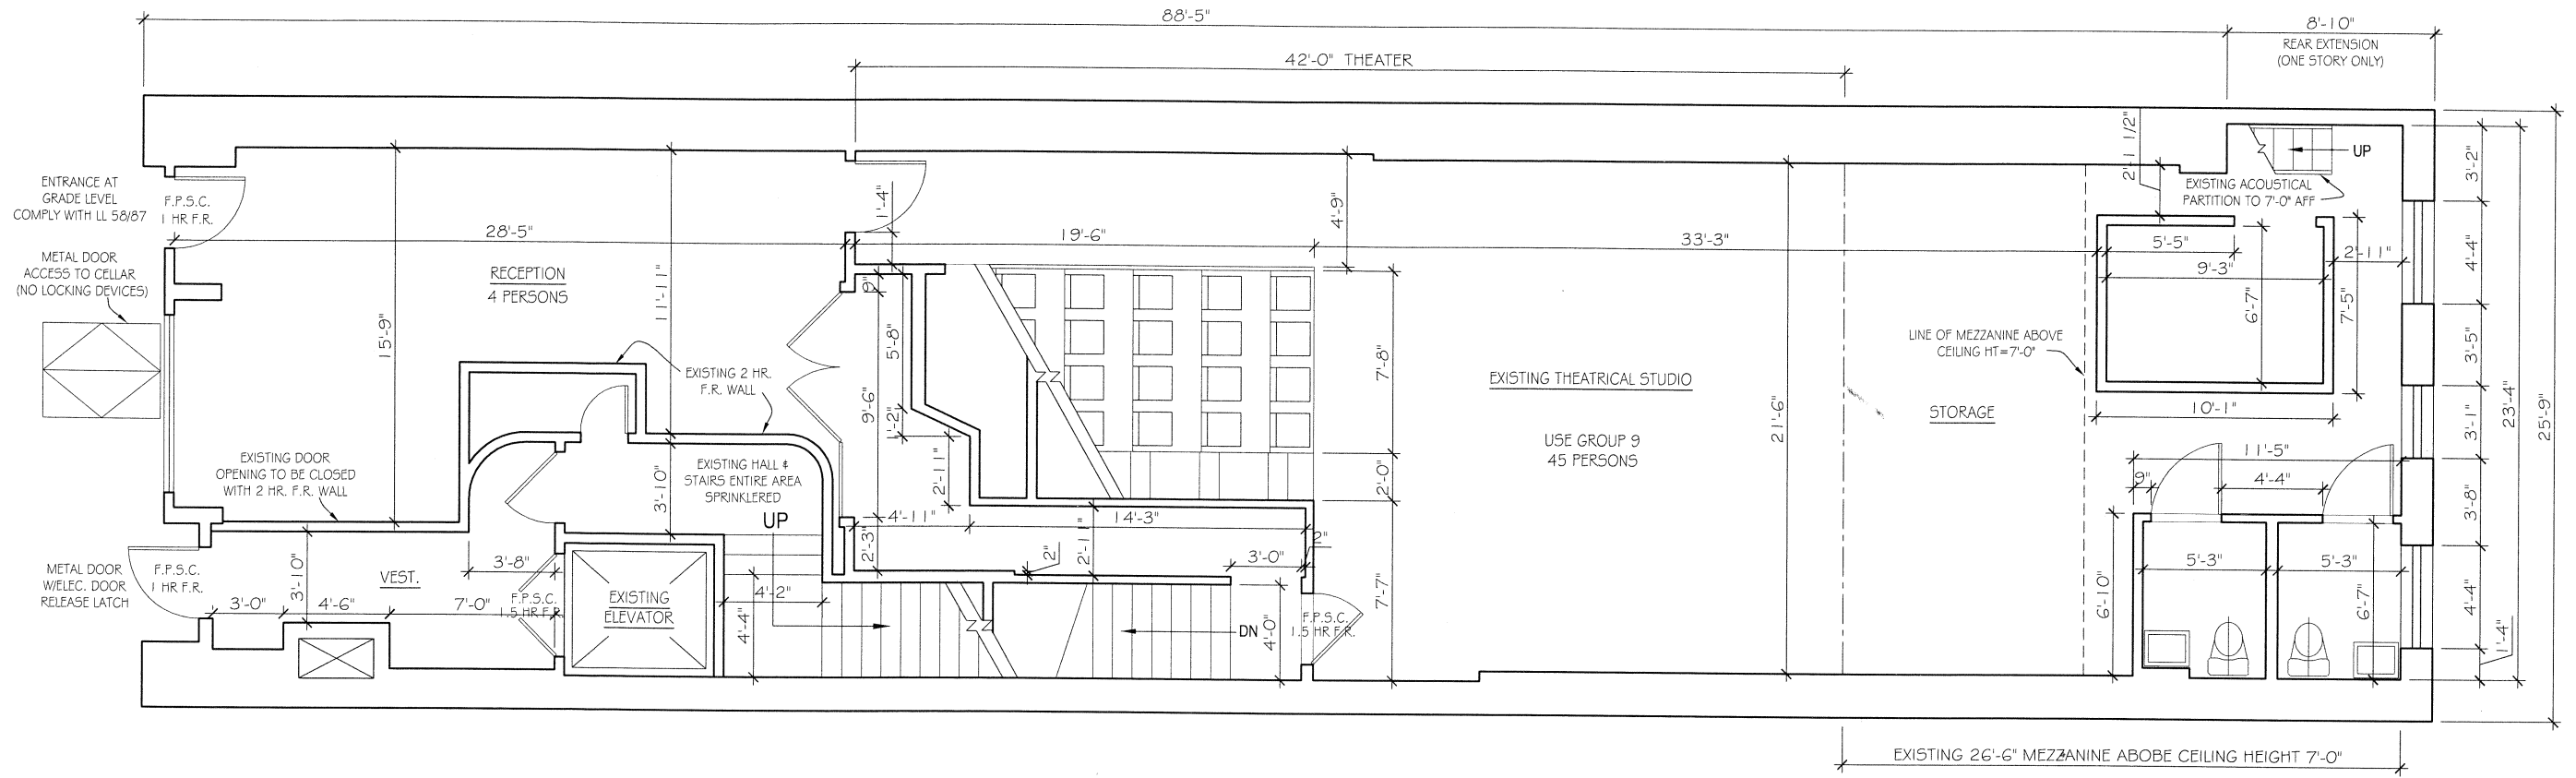 88'-5"
8'-10"
REAR EXTENSION
(ONE STORY ONLY)
42'-0" THEATER
ENTRANCE AT
GRADE LEVEL
COMPLY WITH LL 58/87
F.P.S.C.
1 HR F.R.
METAL DOOR
ACCESS TO CELLAR
(NO LOCKING DEVICES)
28'-5"
RECEPTION
4 PERSONS
15'-9"
11'-11"
EXISTING 2 HR.
F.R. WALL
EXISTING DOOR
OPENING TO BE CLOSED
WITH 2 HR. F.R. WALL
EXISTING HALL &
STAIRS ENTIRE AREA
SPRINKLERED
UP
3'-10"
METAL DOOR
W/ELEC. DOOR
RELEASE LATCH
F.P.S.C.
1 HR F.R.
3'-10"
VEST.
3'-8"
3'-0"
4'-6"
7'-0"
F.P.S.C.
1.5 HR F.R.
EXISTING
ELEVATOR
4'-2"
4'-4"
1'-4"
19'-6"
4'-9"
9"
5'-8"
9'-6"
1'-2"
2'-11"
4'-11"
14'-3"
2'-3"
2"
2'-11"
3'-0"
2"
DN
4'-0"
F.P.S.C.
1.5 HR F.R.
7'-8"
2'-0"
7'-7"
33'-3"
EXISTING THEATRICAL STUDIO
USE GROUP 9
45 PERSONS
21'-6"
STORAGE
LINE OF MEZZANINE ABOVE
CEILING HT=7'-0"
2'-1 1/2"
UP
EXISTING ACOUSTICAL
PARTITION TO 7'-0" AFF
5'-5"
9'-3"
2'-11"
6'-7"
7'-5"
10'-1"
11'-5"
9"
4'-4"
5'-3"
5'-3"
6'-10"
6'-7"
3'-2"
4'-4"
3'-5"
3'-1"
3'-8"
4'-4"
1'-4"
23'-4"
25'-9"
EXISTING 26'-6" MEZZANINE ABOBE CEILING HEIGHT 7'-0"